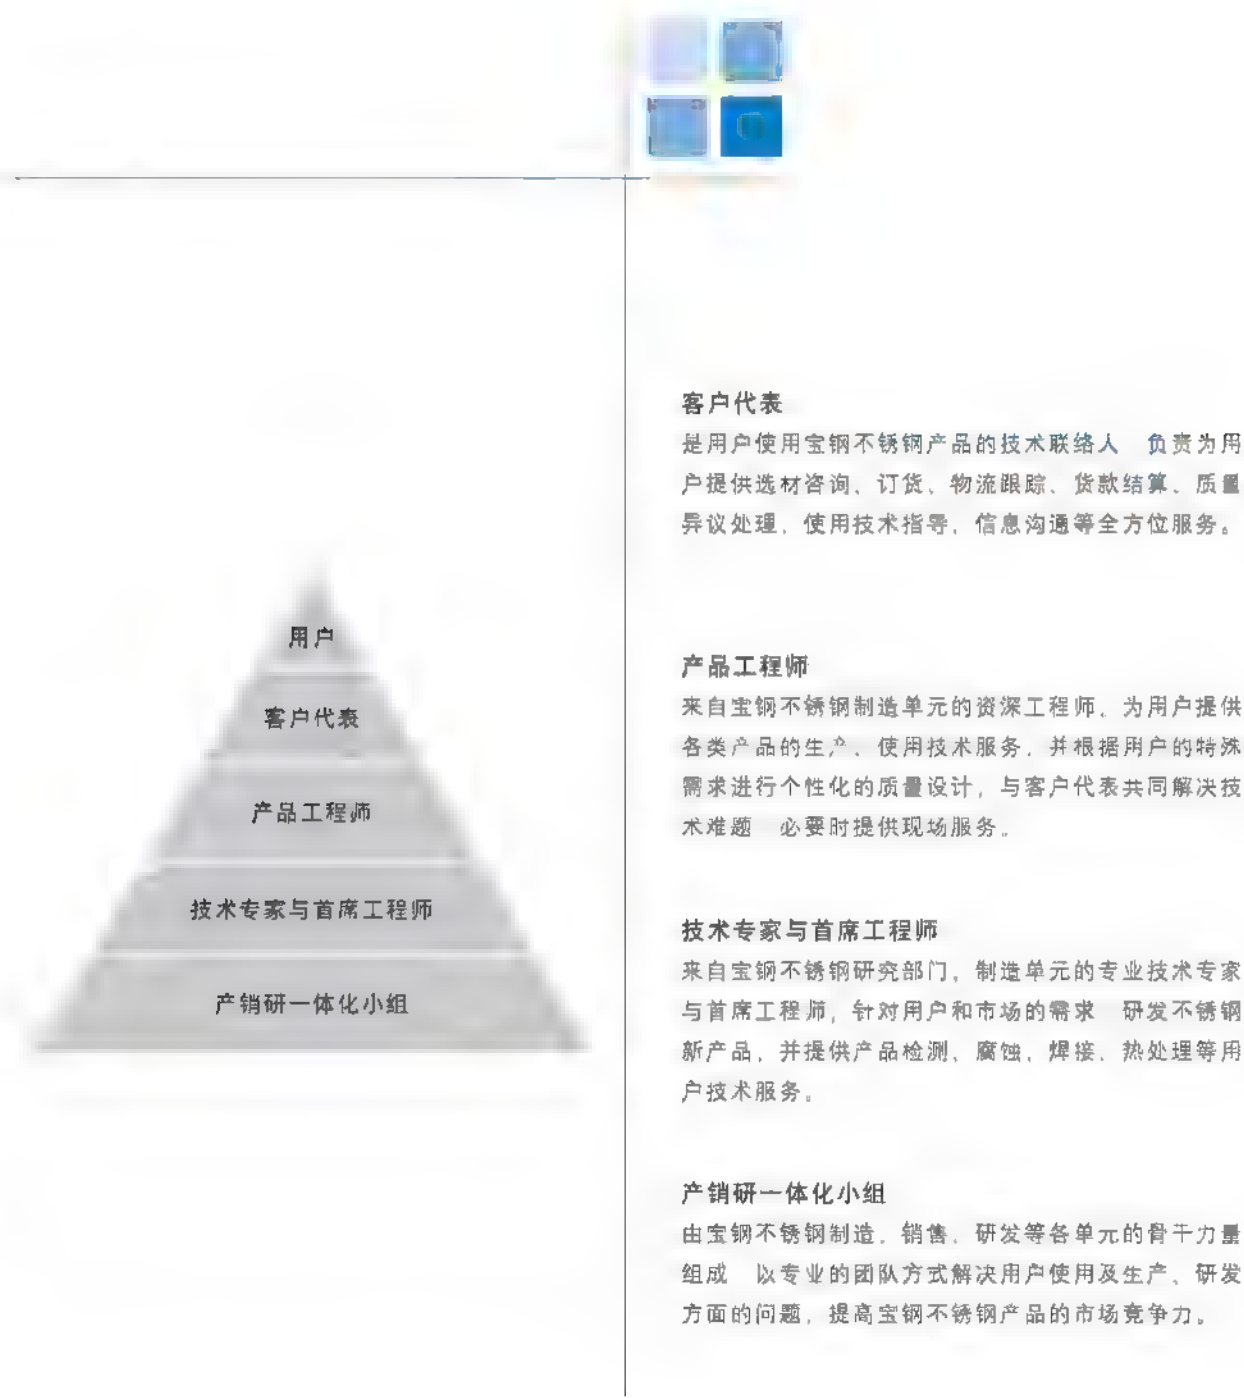 用户
客户代表
产品工程师
技术专家与首席工程师
产销研一体化小组
客户代表
是用户使用宝钢不锈钢产品的技术联络人 负责为用
户提供选材咨询、订货、物流跟踪、货款结算、质量
异议处理、使用技术指导、信息沟通等全方位服务。
产品工程师
来自宝钢不锈钢制造单元的资深工程师，为用户提供
各类产品的生产、使用技术服务，并根据用户的特殊
需求进行个性化的质量设计，与客户代表共同解决技
术难题 必要时提供现场服务。
技术专家与首席工程师
来自宝钢不锈钢研究部门，制造单元的专业技术专家
与首席工程师，针对用户和市场的需求 研发不锈钢
新产品，并提供产品检测、腐蚀、焊接、热处理等用
户技术服务。
产销研一体化小组
由宝钢不锈钢制造、销售、研发等各单元的骨干力量
组成 以专业的团队方式解决用户使用及生产、研发
方面的问题，提高宝钢不锈钢产品的市场竞争力。